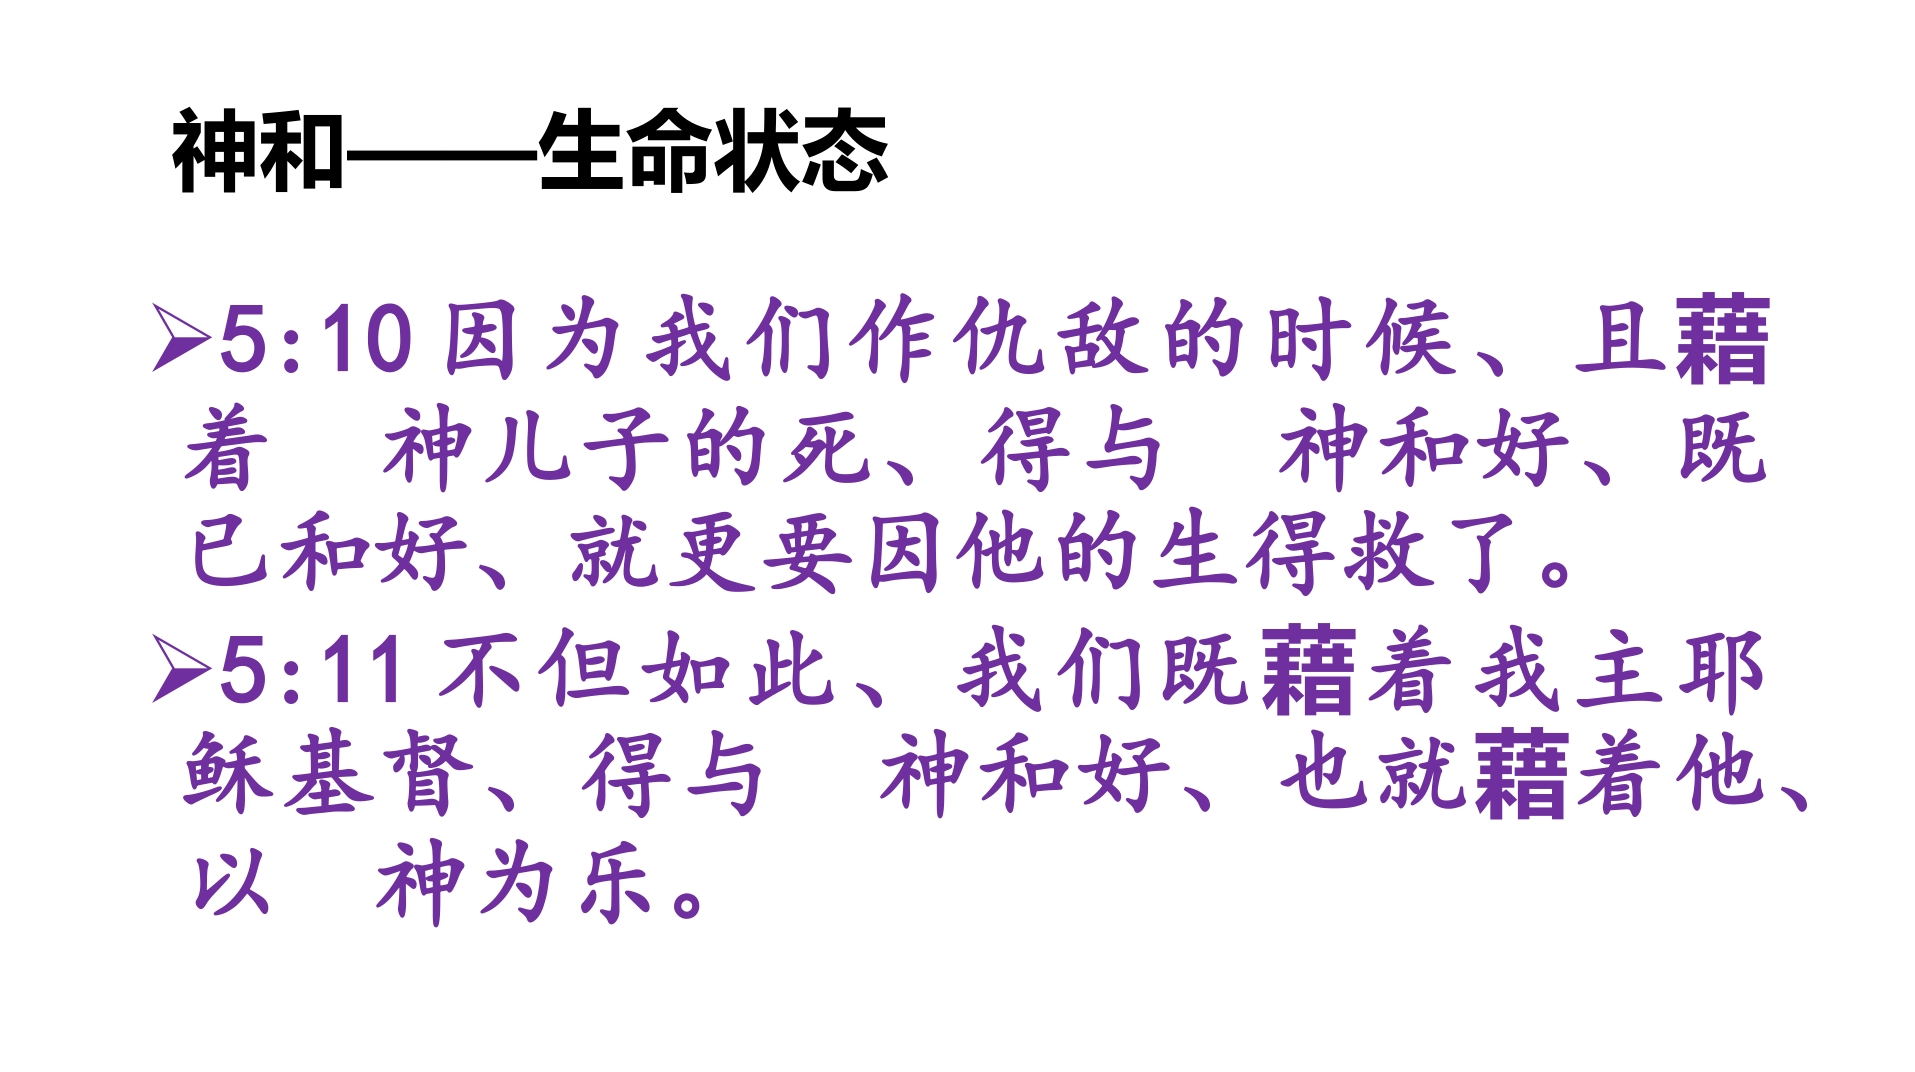 神和——生命状态
➢5:10 因为我们作仇敌的时候、且藉
着　神儿子的死、得与　神和好、既
已和好、就更要因他的生得救了。
➢5:11 不但如此、我们既藉着我主耶
稣基督、得与　神和好、也就藉着他、
以　神为乐。